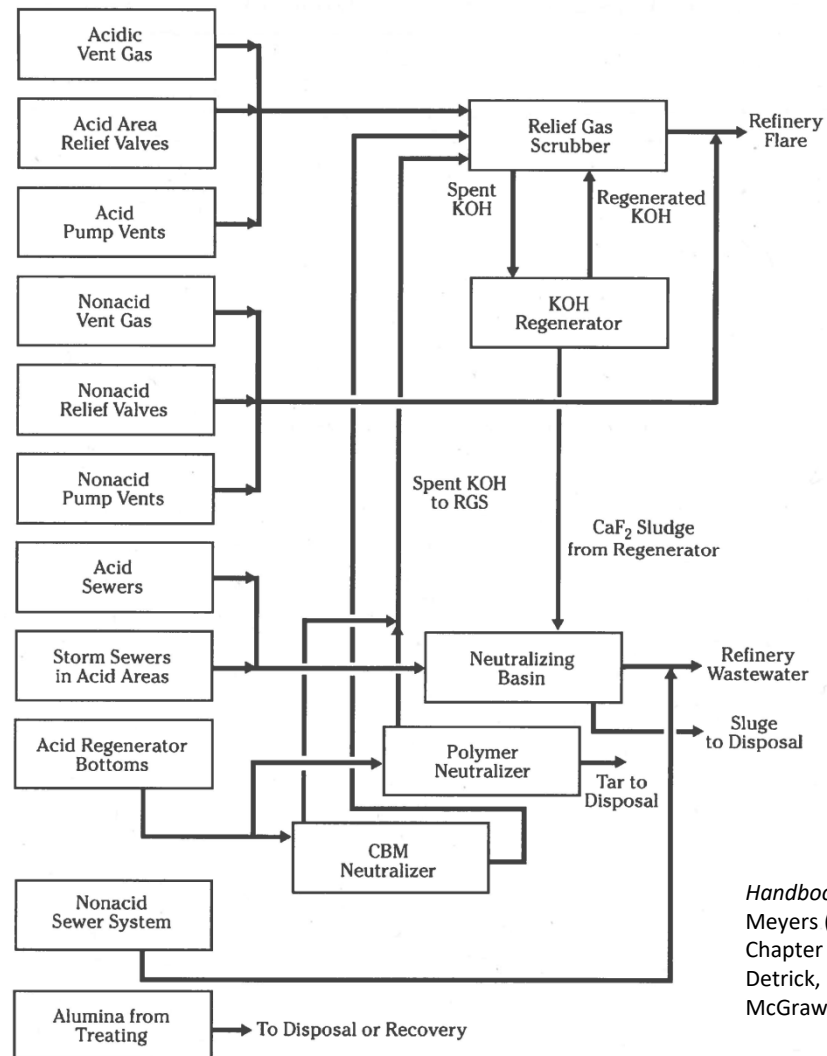 Acidic
Vent Gas
Acid Area
Relief Valves
Acid
Pump Vents
Nonacid
Vent Gas
Nonacid
Relief Valves
Nonacid
Pump Vents
Acid
Sewers
Storm Sewers
in Acid Areas
Acid Regenerator
Bottoms
Nonacid
Sewer System
Alumina from
Treating
To Disposal or Recovery
Relief Gas
Scrubber
Refinery
Flare
Spent
KOH
Regenerated
KOH
KOH
Regenerator
Spent KOH
to RGS
CaF₂ Sludge
from Regenerator
Neutralizing
Basin
Refinery
Wastewater
Sluge
to Disposal
Polymer
Neutralizer
Tar to
Disposal
CBM
Neutralizer
Handboo
Meyers (
Chapter
Detrick,
McGraw